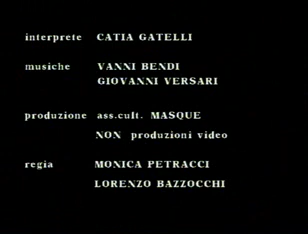 interprete CATIA GATELLI
musiche VANNI BENDI
GIOVANNI VERSARI
produzione ass.cult. MASQUE
NON produzioni video
regia MONICA PETRACCI
LORENZO BAZZOCCHI